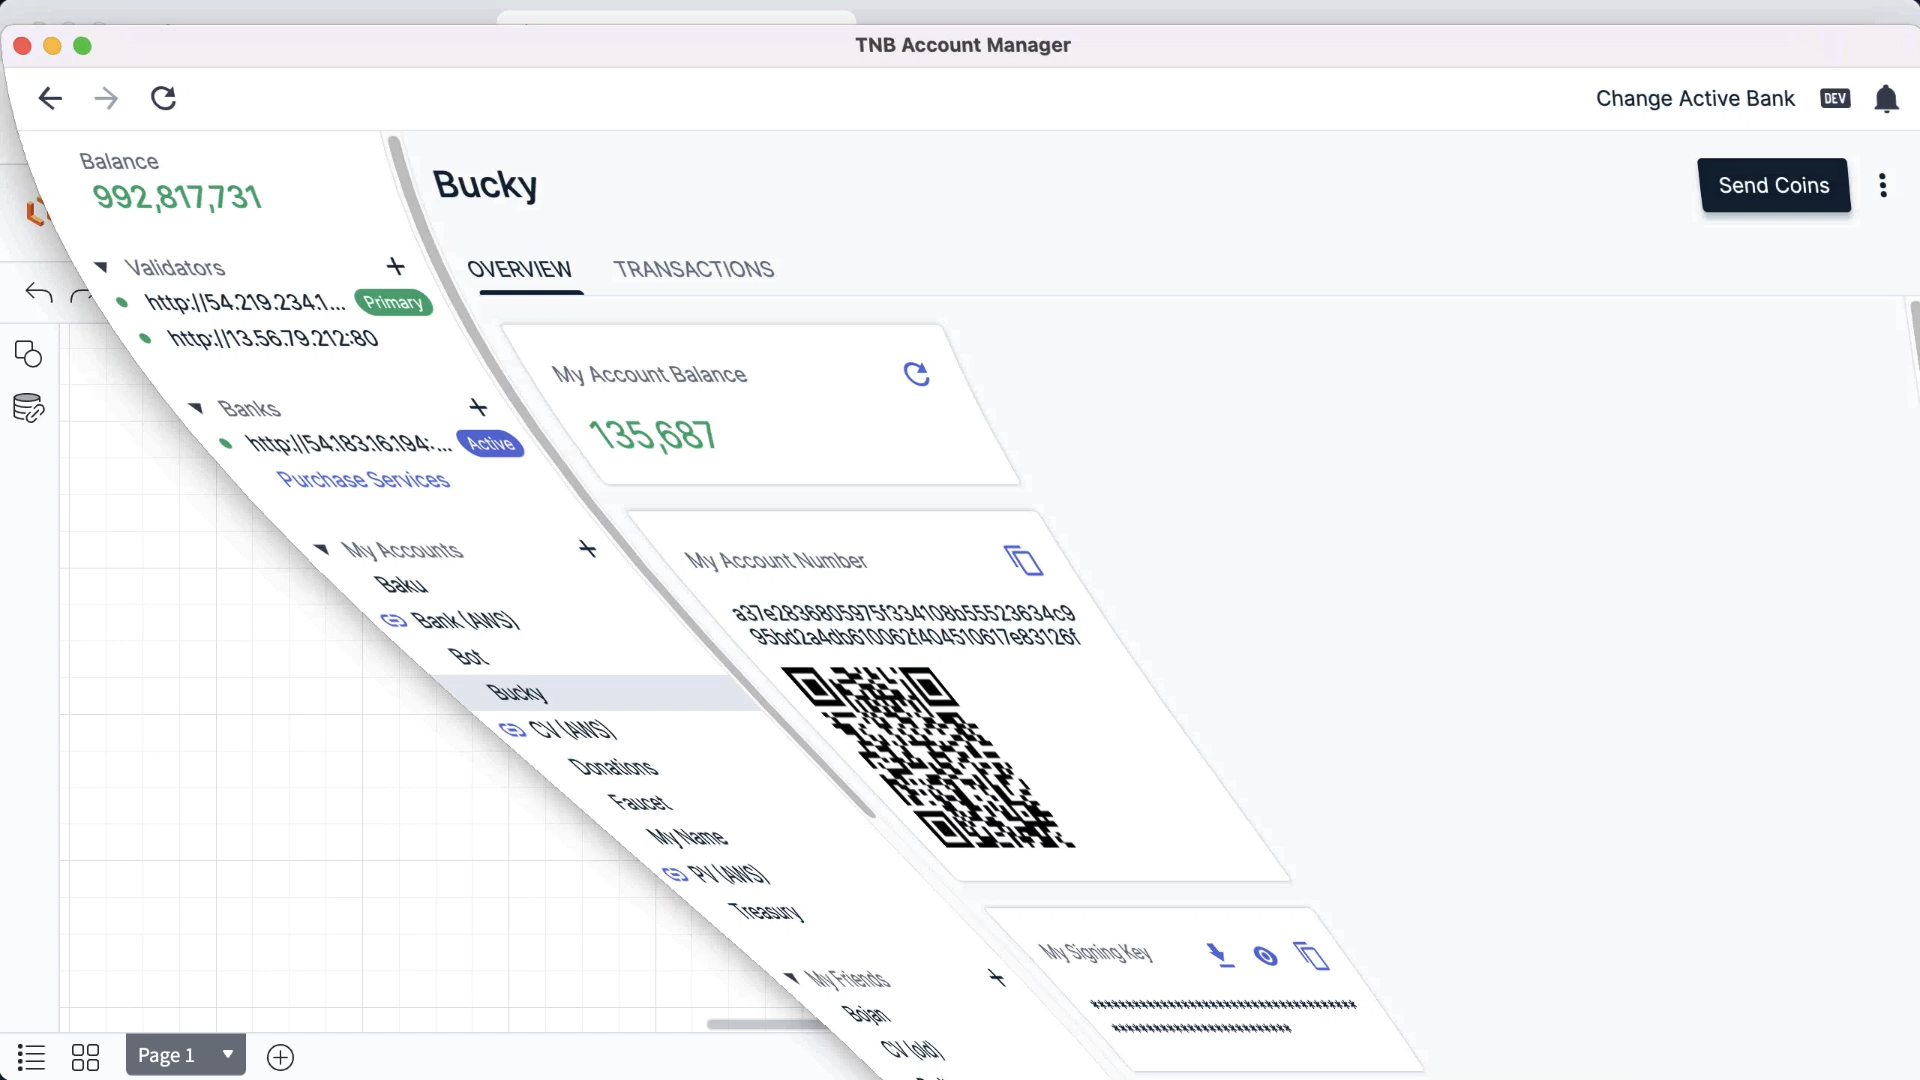 TNB Account Manager
Change Active Bank
DEV
Balance
992,817,731
Bucky
Send Coins
OVERVIEW
TRANSACTIONS
Validators
http://54.219.234.1...
Primary
http://13.56.79.212:80
My Account Balance
135,687
Banks
http://54.183.16.194:...
Active
Purchase Services
My Account Number
a37e2836805975f334108b55523634c9
95bd2a4db610062f404510617e83126f
My Accounts
Baku
Bank (AWS)
Bot
Bucky
CV (AWS)
Donations
Faucet
My Name
PV (AWS)
Treasury
My Signing Key
My Friends
Bojan
CV (old)
Page 1